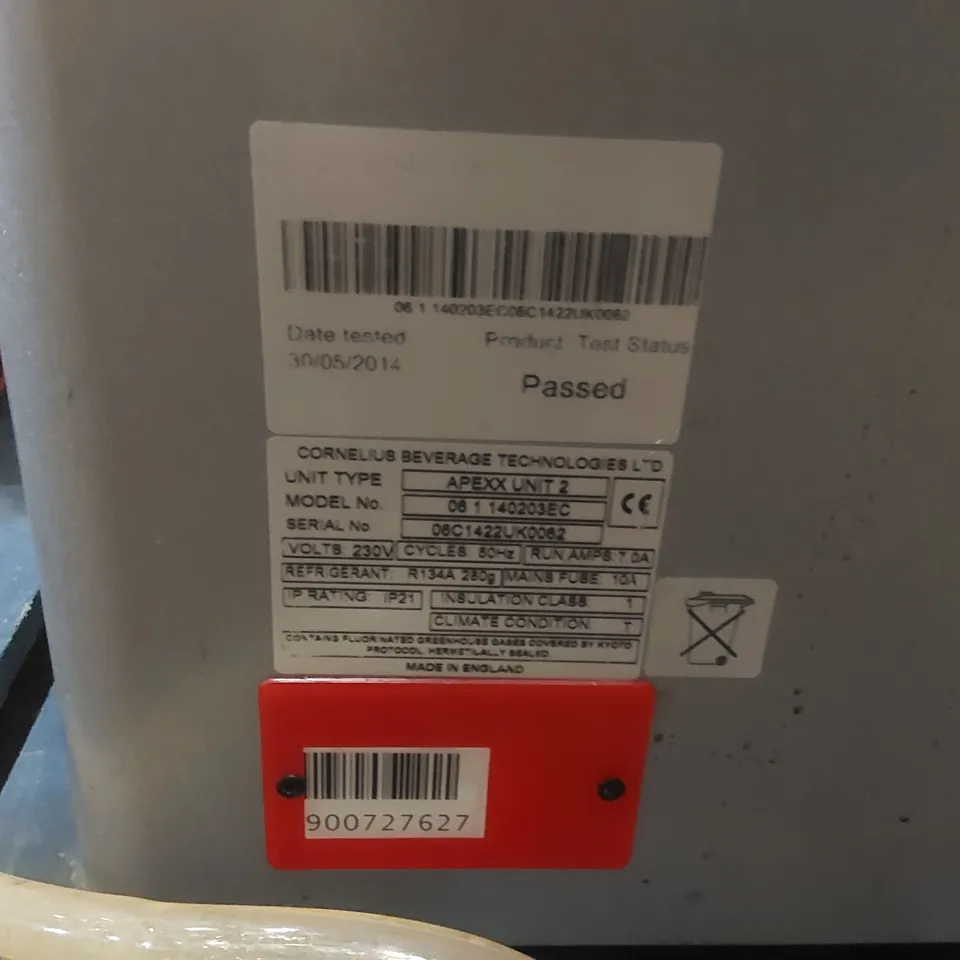 06 1 140203EC06C1422UK0062
Date tested
Product Test Status
30/05/2014
Passed
CORNELIUS BEVERAGE TECHNOLOGIES LTD
UNIT TYPE APEXX UNIT 2
MODEL No. 06 1 140203EC
SERIAL No 06C1422UK0062
CE
VOLTS: 230V CYCLES: 50Hz RUN AMPS 7.0A
REFRIGERANT: R134A 280g MAINS FUSE: 10A
IP RATING: IP21 INSULATION CLASS 1
CLIMATE CONDITION T
CONTAINS FLUORINATED GREENHOUSE GASES COVERED BY KYOTO
PROTOCOL. HERMETILALLY SEALED.
MADE IN ENGLAND
900727627